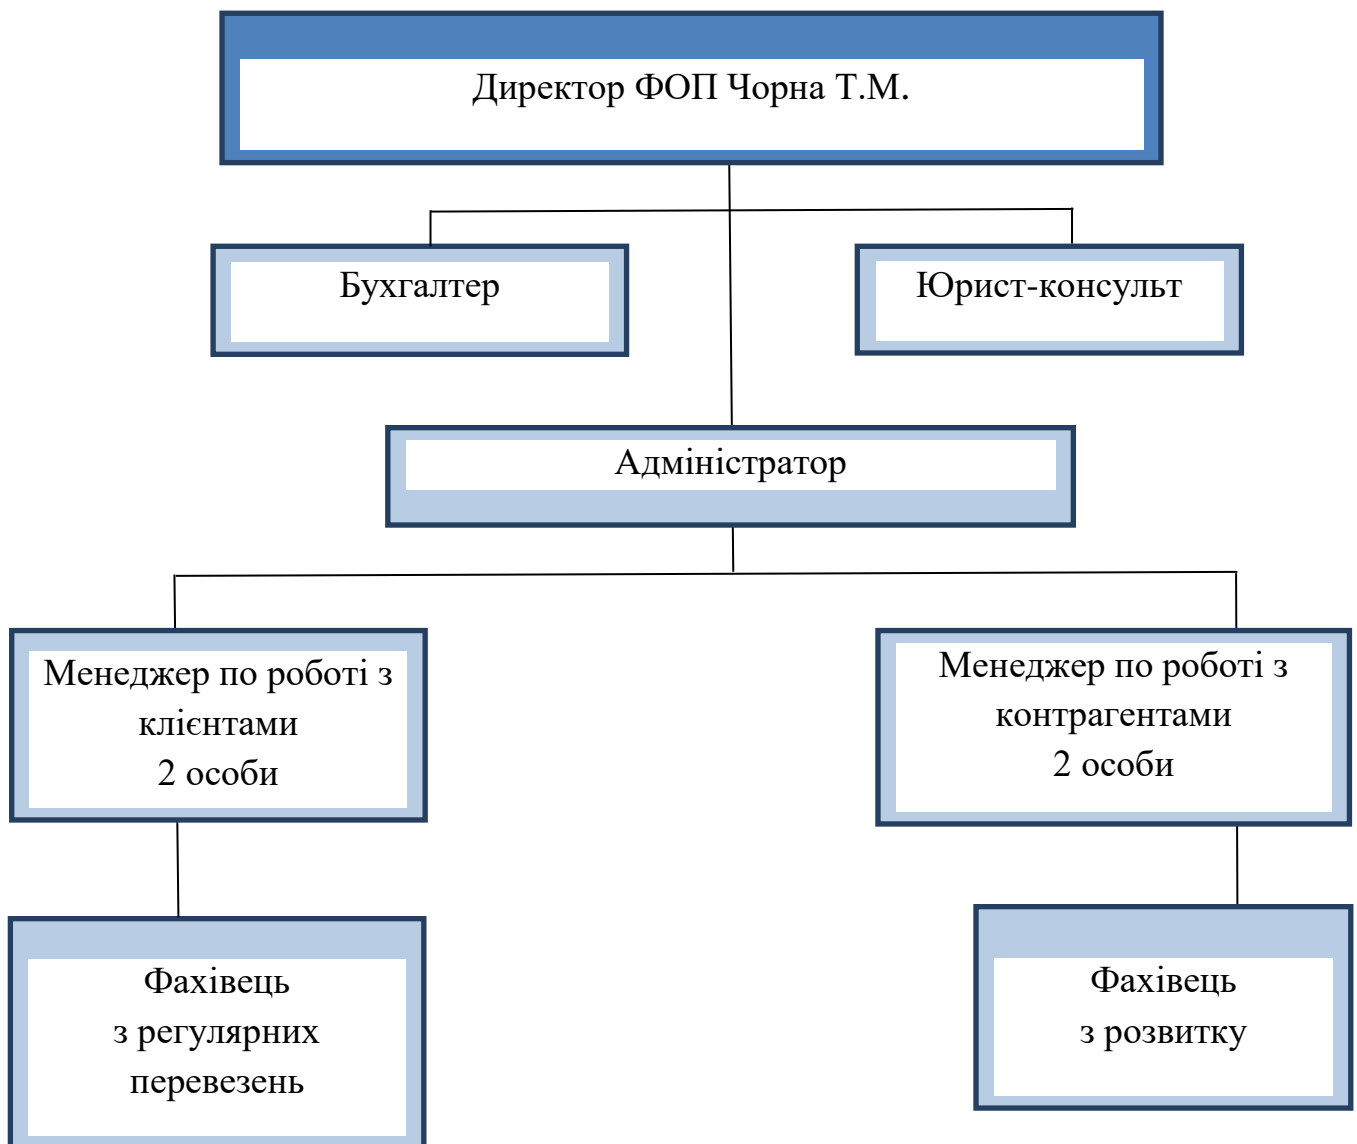 Директор ФОП Чорна Т.М.
Бухгалтер
Юрист-консульт
Адміністратор
Менеджер по роботі з
клієнтами
2 особи
Менеджер по роботі з
контрагентами
2 особи
Фахівець
з регулярних
перевезень
Фахівець
з розвитку